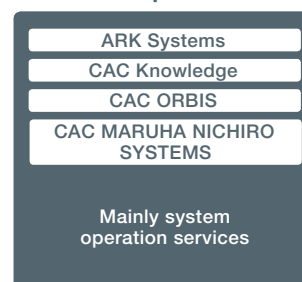 ARK Systems
CAC Knowledge
CAC ORBIS
CAC MARUHA NICHIRO
SYSTEMS
Mainly system
operation services